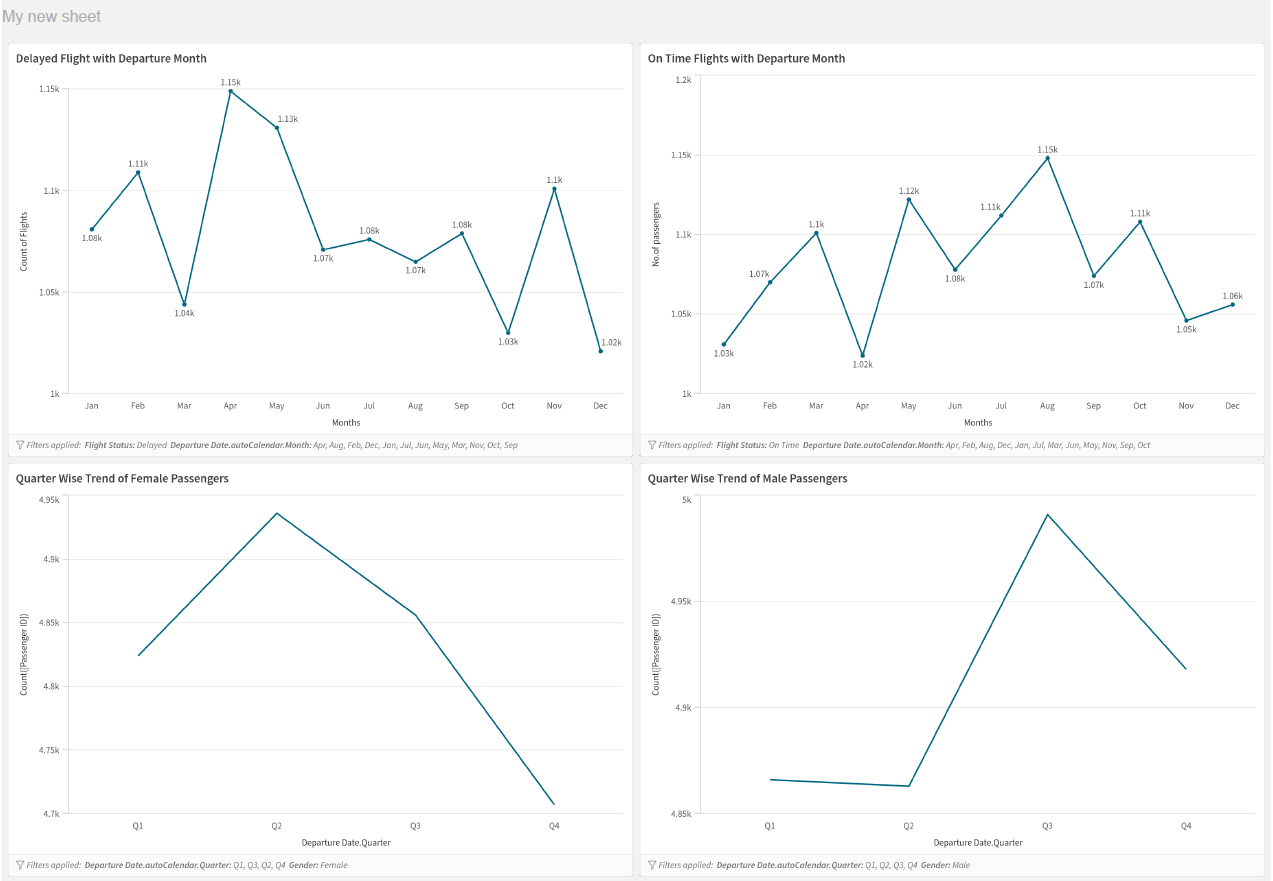 My new sheet
Delayed Flight with Departure Month
1.15k
1.1k
1.05k
1k
Count of Flights
1.08k
1.11k
1.04k
1.15k
1.13k
1.07k
1.08k
1.07k
1.08k
1.03k
1.1k
1.02k
Jan Feb Mar Apr May Jun Jul Aug Sep Oct Nov Dec
Months
Filters applied: Flight Status: Delayed Departure Date.autoCalendar.Month: Apr, Aug, Feb, Dec, Jan, Jul, Jun, May, Mar, Nov, Oct, Sep
On Time Flights with Departure Month
1.2k
1.15k
1.1k
1.05k
1k
No.of passengers
1.03k
1.07k
1.1k
1.02k
1.12k
1.08k
1.11k
1.15k
1.07k
1.11k
1.05k
1.06k
Jan Feb Mar Apr May Jun Jul Aug Sep Oct Nov Dec
Months
Filters applied: Flight Status: On Time Departure Date.autoCalendar.Month: Apr, Feb, Aug, Dec, Jan, Jul, Mar, Jun, May, Nov, Sep, Oct
Quarter Wise Trend of Female Passengers
4.95k
4.9k
4.85k
4.8k
4.75k
4.7k
Count([Passenger ID])
Q1 Q2 Q3 Q4
Departure Date.Quarter
Filters applied: Departure Date.autoCalendar.Quarter: Q1, Q3, Q2, Q4 Gender: Female
Quarter Wise Trend of Male Passengers
5k
4.95k
4.9k
4.85k
Count([Passenger ID])
Q1 Q2 Q3 Q4
Departure Date.Quarter
Filters applied: Departure Date.autoCalendar.Quarter: Q1, Q2, Q3, Q4 Gender: Male